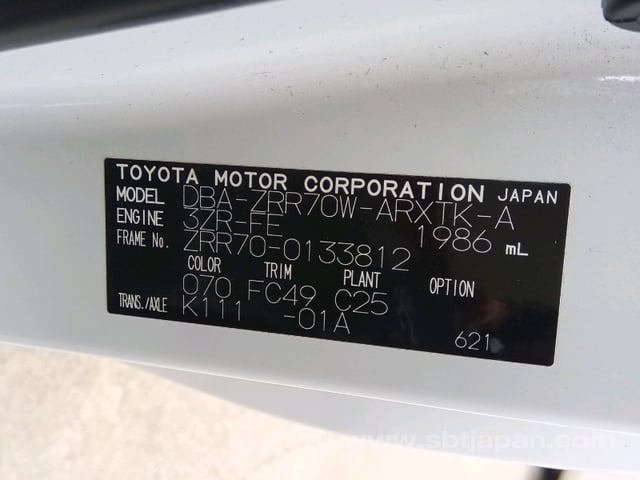 TOYOTA MOTOR CORPORATION JAPAN
MODEL DBA-ZRR70W-ARXTK-A
ENGINE 3ZR-FE 1986 mL
FRAME No. ZRR70-0133812
COLOR TRIM PLANT OPTION
070 FC49 C25
TRANS./AXLE K111 -01A
621
www.sbtjapan.com